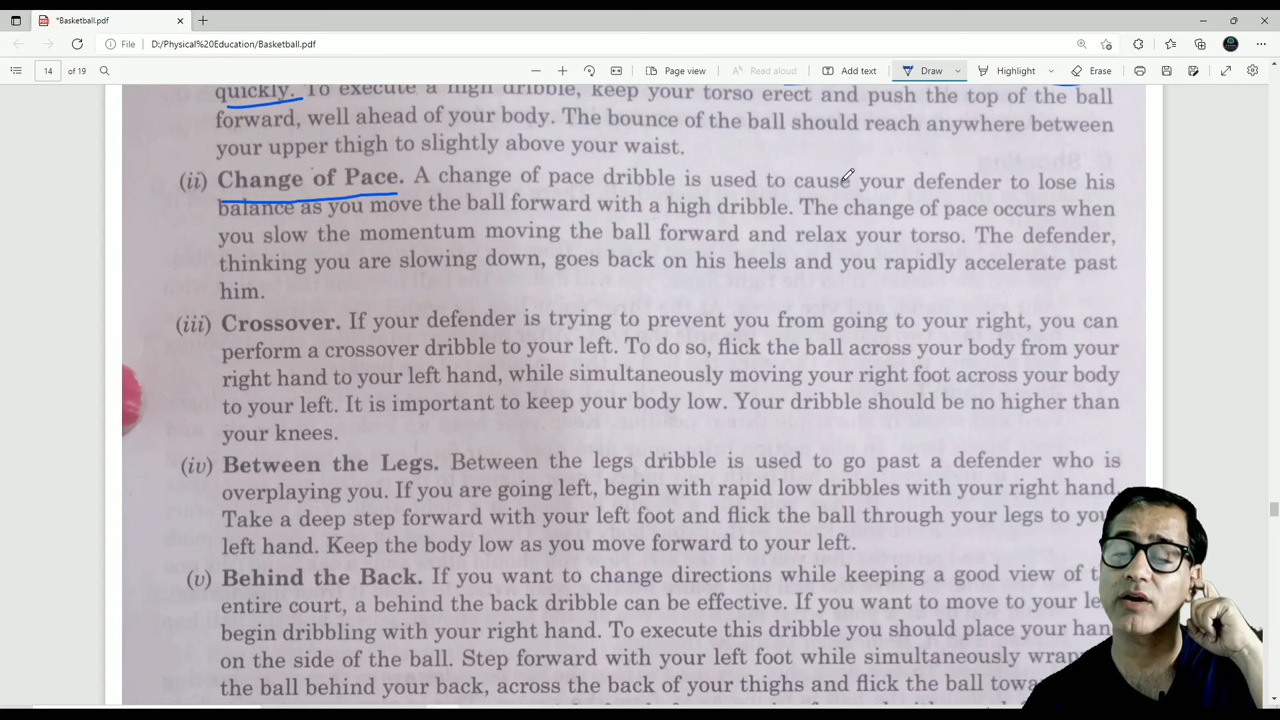 *Basketball.pdf
File D:/Physical%20Education/Basketball.pdf
14 of 19 Page view Read aloud Add text Draw Highlight Erase
quickly. To execute a high dribble, keep your torso erect and push the top of the ball
forward, well ahead of your body. The bounce of the ball should reach anywhere between
your upper thigh to slightly above your waist.
(ii) Change of Pace. A change of pace dribble is used to cause your defender to lose his
balance as you move the ball forward with a high dribble. The change of pace occurs when
you slow the momentum moving the ball forward and relax your torso. The defender,
thinking you are slowing down, goes back on his heels and you rapidly accelerate past
him.
(iii) Crossover. If your defender is trying to prevent you from going to your right, you can
perform a crossover dribble to your left. To do so, flick the ball across your body from your
right hand to your left hand, while simultaneously moving your right foot across your body
to your left. It is important to keep your body low. Your dribble should be no higher than
your knees.
(iv) Between the Legs. Between the legs dribble is used to go past a defender who is
overplaying you. If you are going left, begin with rapid low dribbles with your right hand.
Take a deep step forward with your left foot and flick the ball through your legs to you
left hand. Keep the body low as you move forward to your left.
(v) Behind the Back. If you want to change directions while keeping a good view of t
entire court, a behind the back dribble can be effective. If you want to move to your le
begin dribbling with your right hand. To execute this dribble you should place your han
on the side of the ball. Step forward with your left foot while simultaneously wrap
the ball behind your back, across the back of your thighs and flick the ball towa